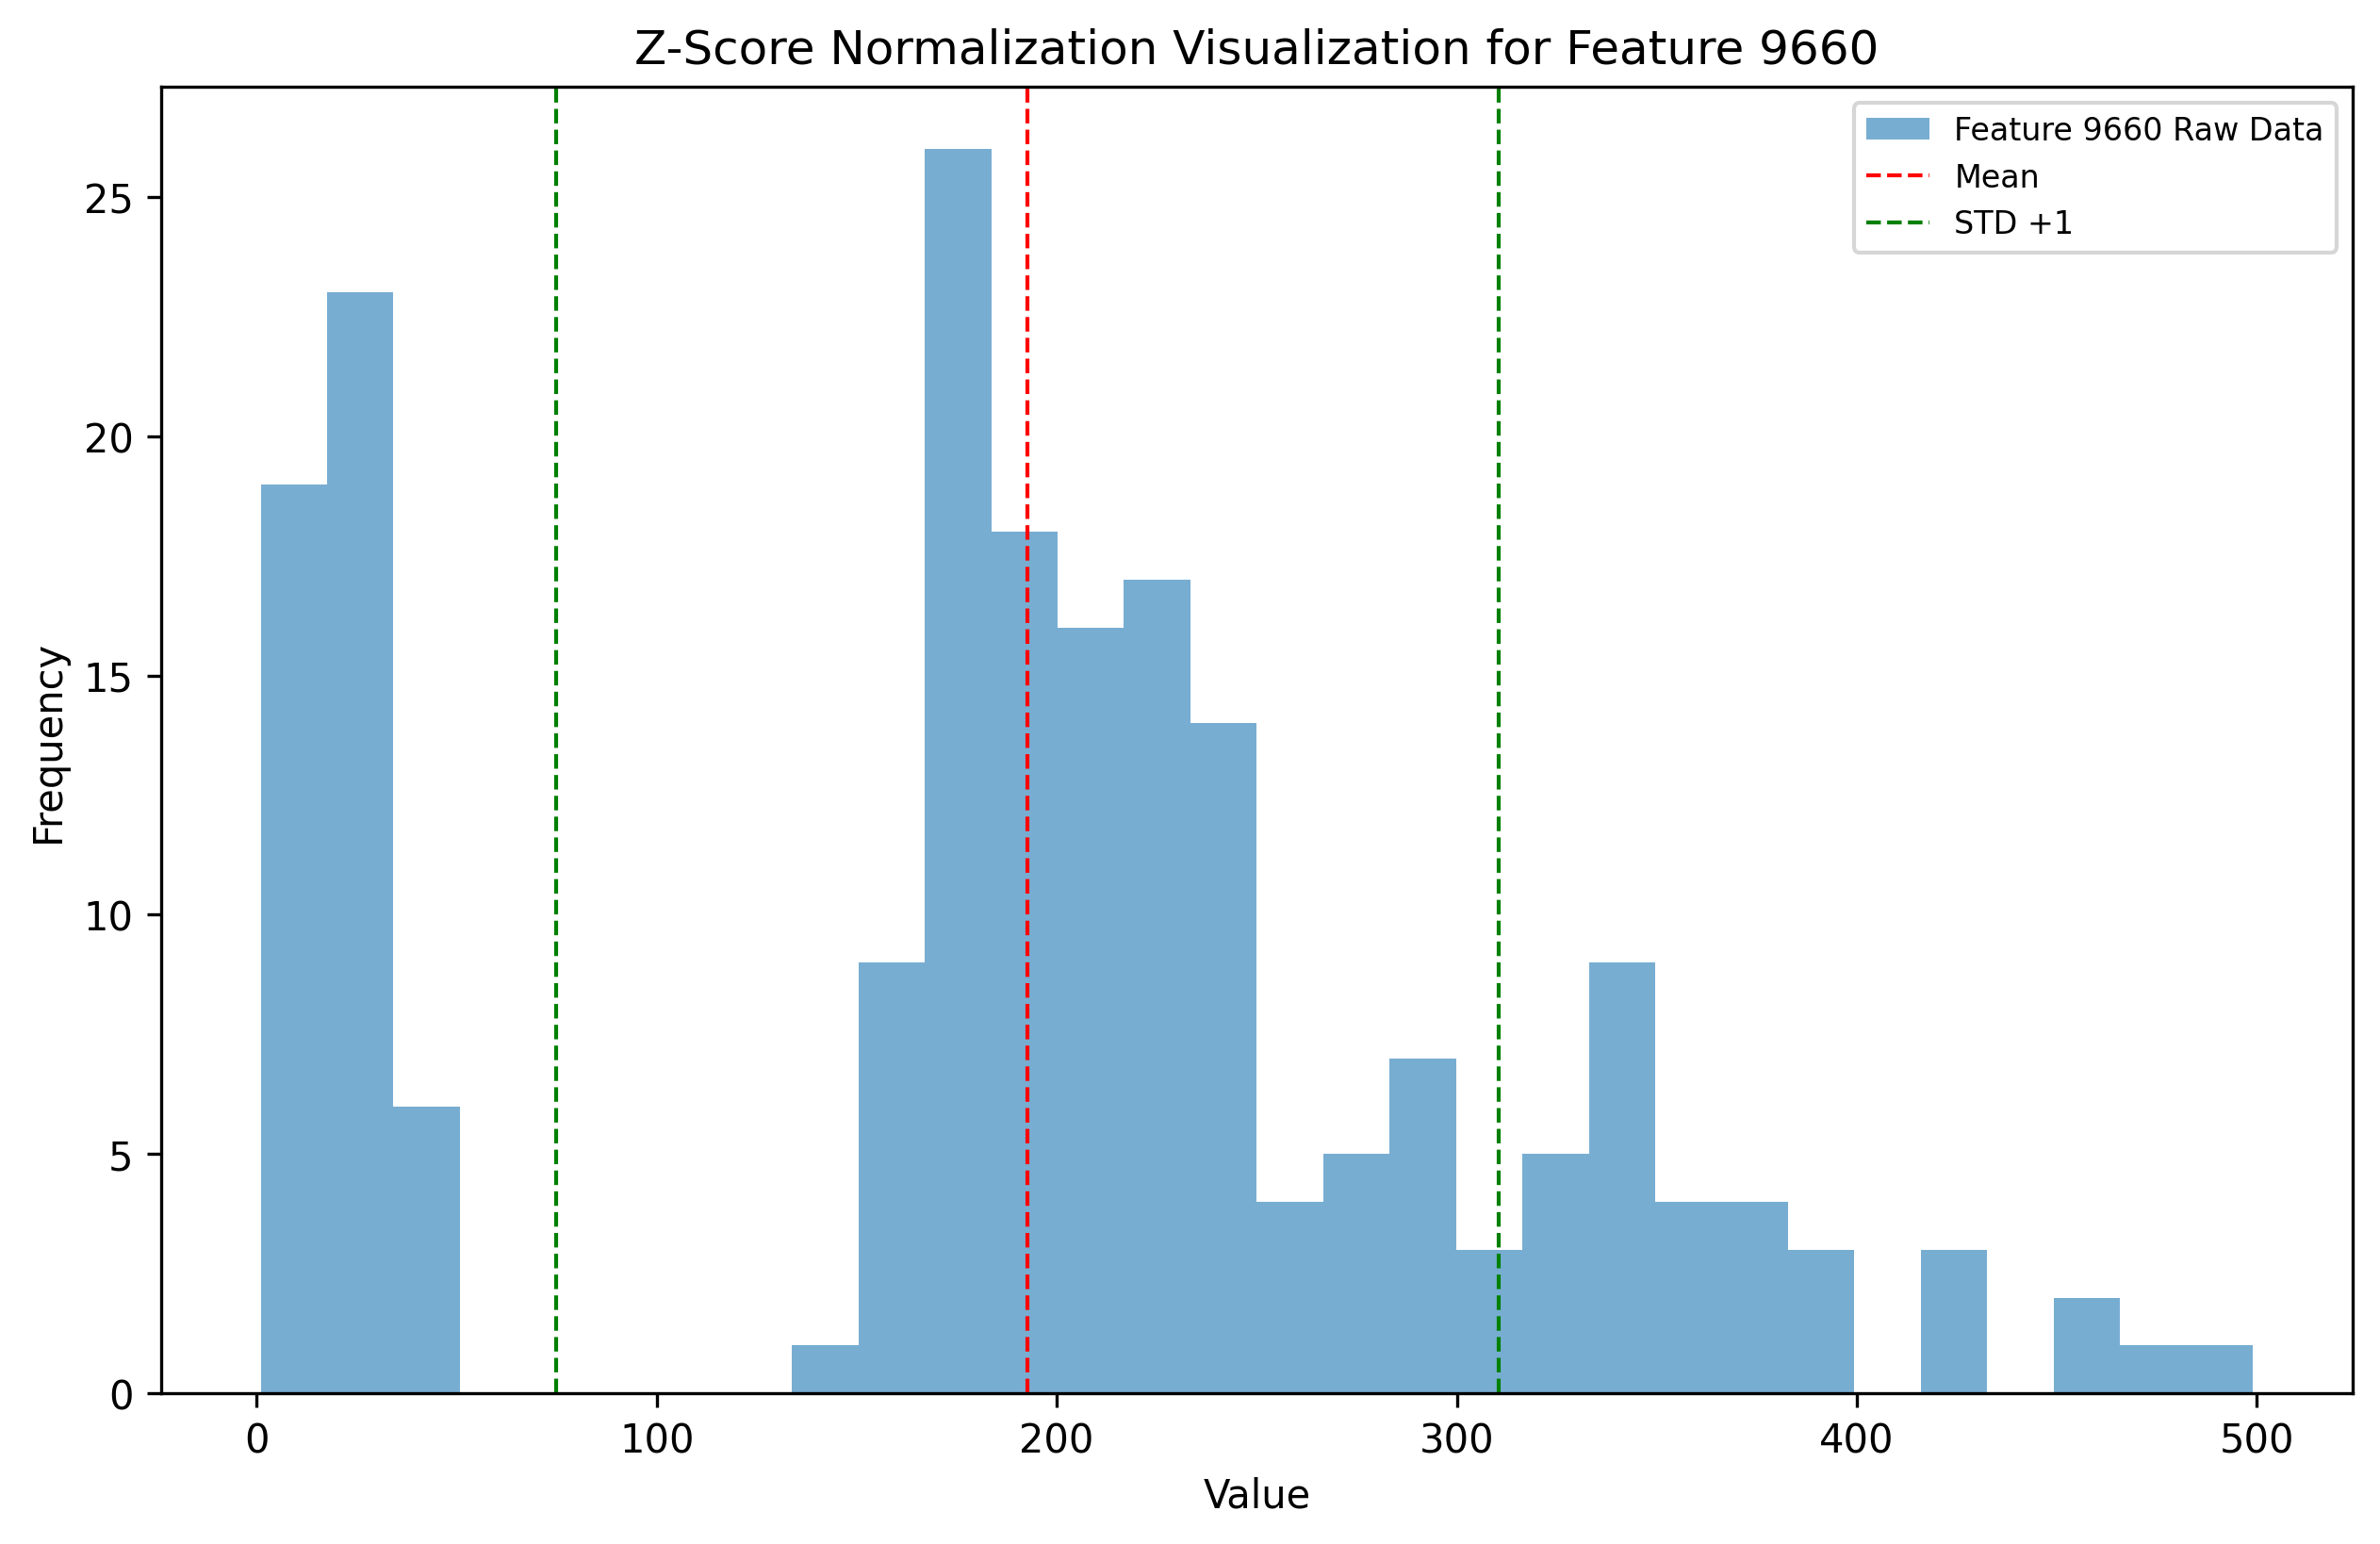 Z-Score Normalization Visualization for Feature 9660
Feature 9660 Raw Data
Mean
STD +1
Frequency
25
20
15
10
5
0
0 100 200 300 400 500
Value